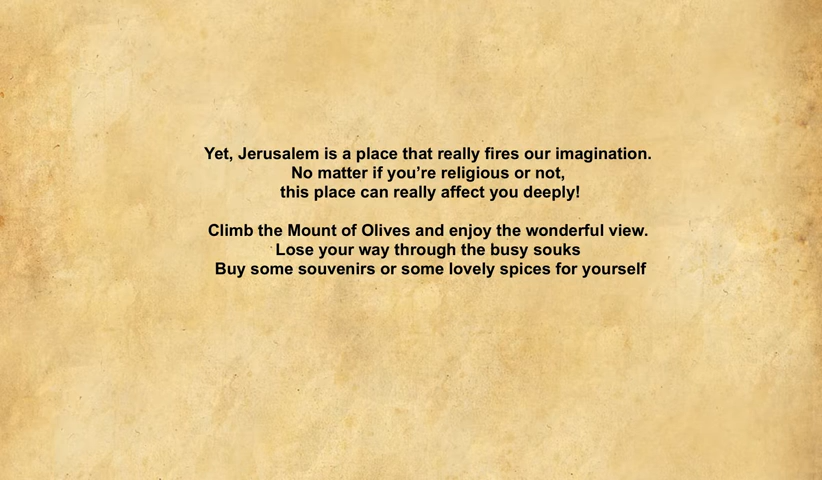 Yet, Jerusalem is a place that really fires our imagination.
No matter if you’re religious or not,
this place can really affect you deeply!
Climb the Mount of Olives and enjoy the wonderful view.
Lose your way through the busy souks
Buy some souvenirs or some lovely spices for yourself